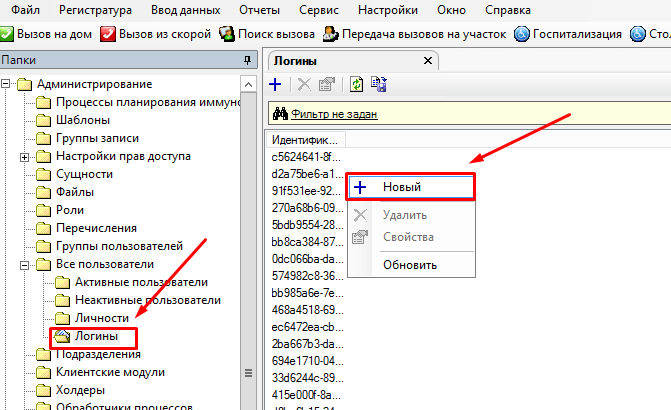 Файл Регистратура Ввод данных Отчеты Сервис Настройки Окно Справка
Вызов на дом Вызов из скорой Поиск вызова Передача вызовов на участок Госпитализация Сто
Папки
Администрирование
Процессы планирования иммун
Шаблоны
Группы записи
Настройки прав доступа
Сущности
Файлы
Роли
Перечисления
Группы пользователей
Все пользователи
Активные пользователи
Неактивные пользователи
Личности
Логины
Подразделения
Клиентские модули
Холдеры
Обработчики процессов
Логины
Фильтр не задан
Идентифик...
c5624641-8f...
d2a75be6-a1...
91f531ee-92...
270a68b6-09...
5bdb9554-28...
bb8ca384-87...
0dc066ba-da...
574982c8-36...
bb985a6e-7e...
468a4518-69...
ec6472ea-cb...
2ba667b3-da...
694e1710-04...
33d6244c-89...
415e000f-8a...
Новый
Удалить
Свойства
Обновить